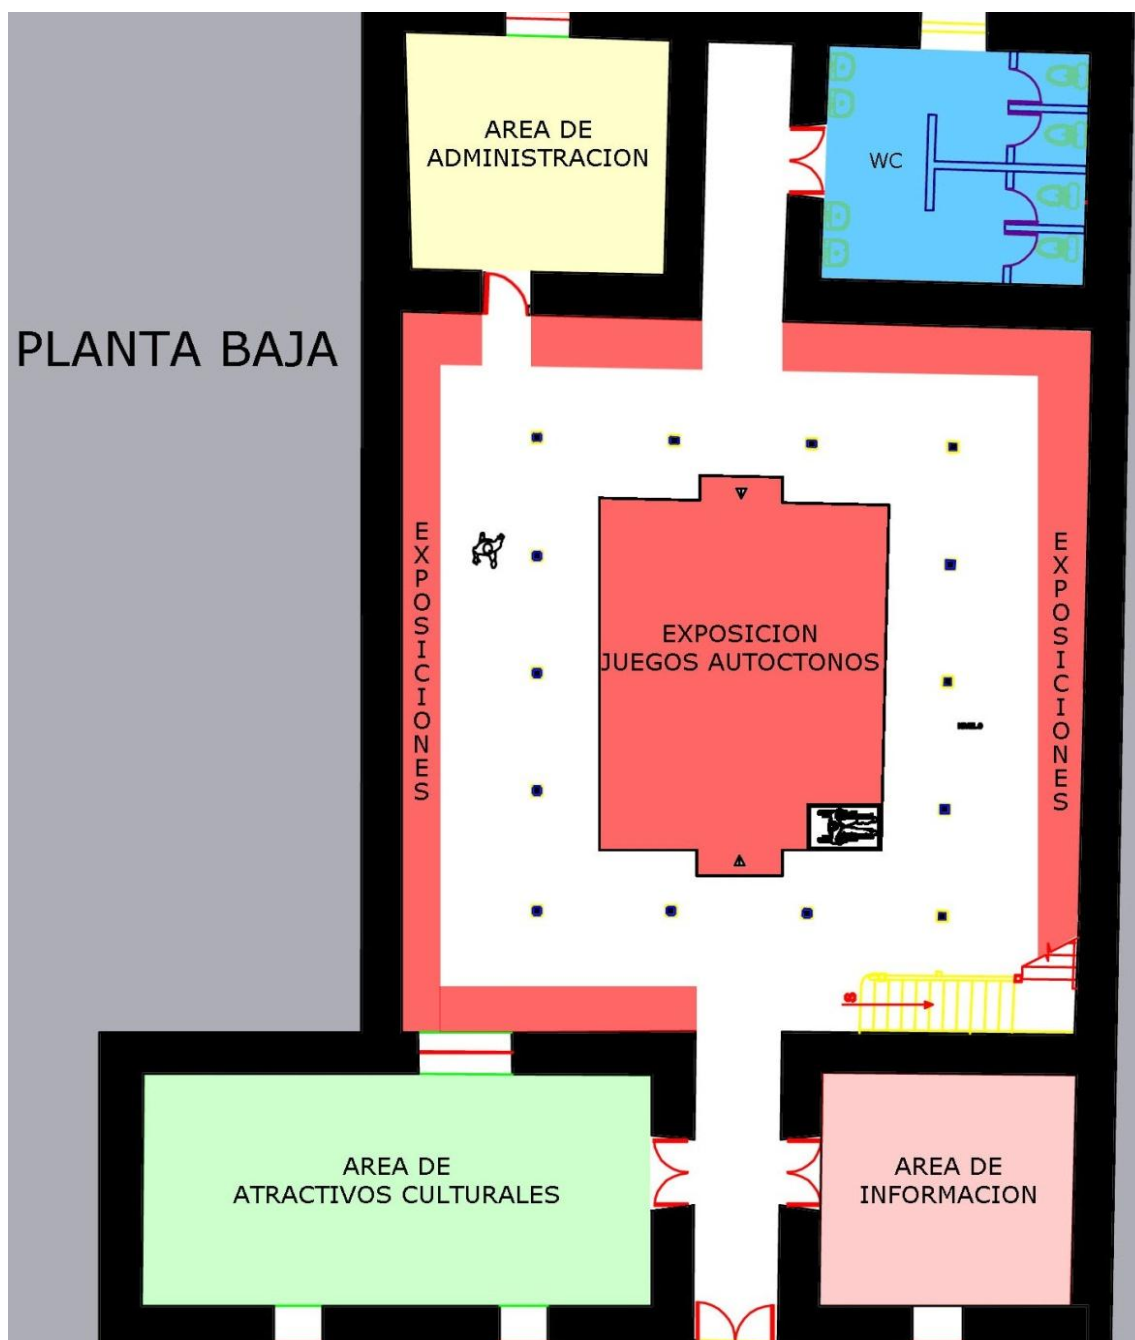 AREA DE
ADMINISTRACION
WC
PLANTA BAJA
EXPOSICIONES
EXPOSICION
JUEGOS AUTOCTONOS
EXPOSICIONES
S
AREA DE
ATRACTIVOS CULTURALES
AREA DE
INFORMACION